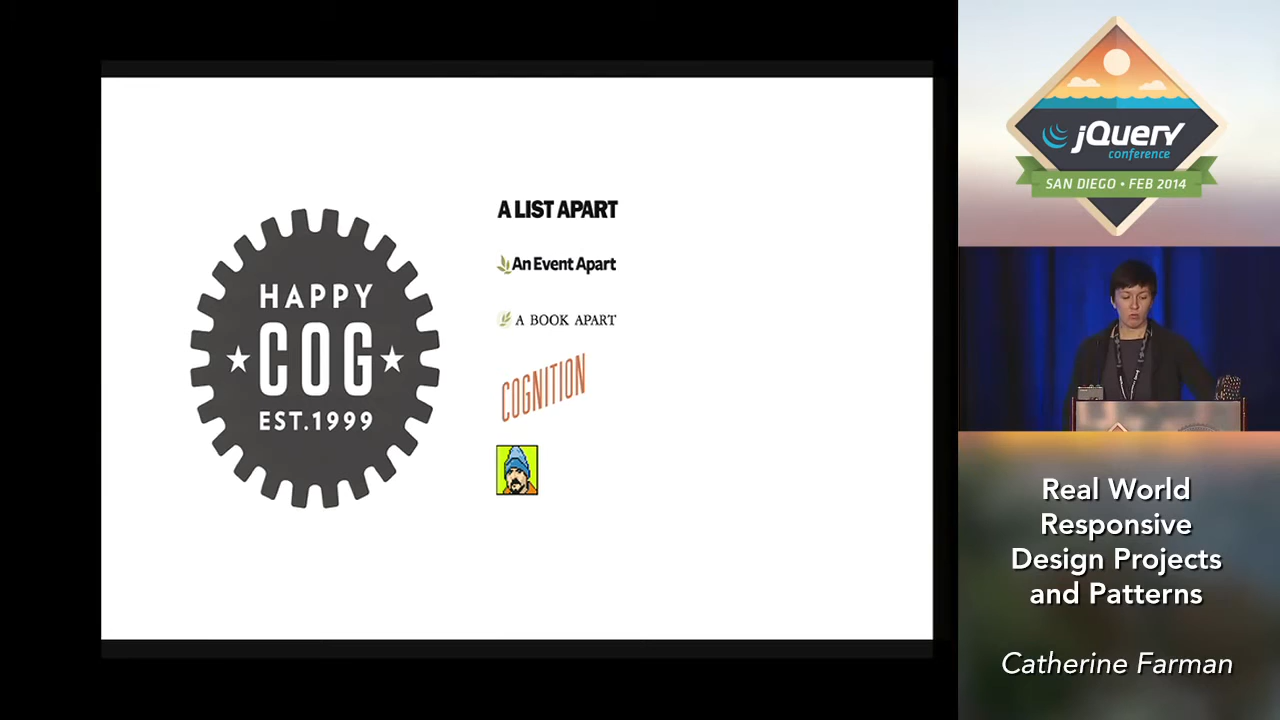 HAPPY
COG
EST.1999
A LIST APART
An Event Apart
A BOOK APART
COGNITION
jQuery
conference
SAN DIEGO • FEB 2014
Real World
Responsive
Design Projects
and Patterns
Catherine Farman